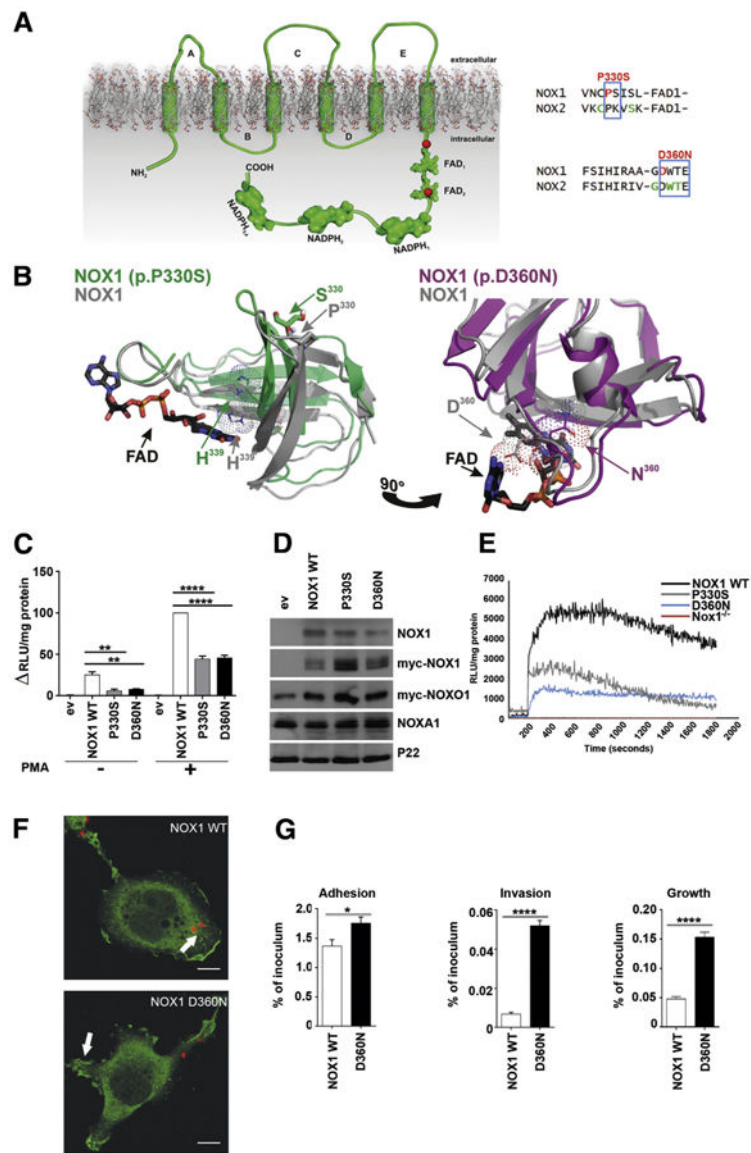 A
A
C
E
extracellular
B
D
intracellular
NH2
COOH
FAD1
FAD2
NADPH2
NADPH1
P330S
NOX1 VNCPSISL-FAD1-
NOX2 VKCPKVSK-FAD1-
D360N
NOX1 FSIHIRAA-GDWTE
NOX2 FSIHIRIV-GDWTE
B
NOX1 (p.P330S)
NOX1
S330
P330
FAD
H339
H339
NOX1 (p.D360N)
NOX1
D360
FAD
N360
90°
C
ΔRLU/mg protein
150
100
50
0
**
**
****
****
ev
NOX1 WT
P330S
D360N
ev
NOX1 WT
P330S
D360N
PMA - +
D
ev
NOX1 WT
P330S
D360N
NOX1
myc-NOX1
myc-NOXO1
NOXA1
P22
E
RLU/mg protein
7000
6000
5000
4000
3000
2000
1000
0
NOX1 WT
P330S
D360N
Nox1-/-
200
400
600
800
1000
1200
1400
1600
1800
2000
Time (seconds)
F
NOX1 WT
NOX1 D360N
G
Adhesion
% of inoculum
2.0
1.5
1.0
0.5
0
*
NOX1 WT
D360N
Invasion
% of inoculum
0.06
0.04
0.02
0
****
NOX1 WT
D360N
Growth
% of inoculum
0.20
0.15
0.10
0.05
0.00
****
NOX1 WT
D360N